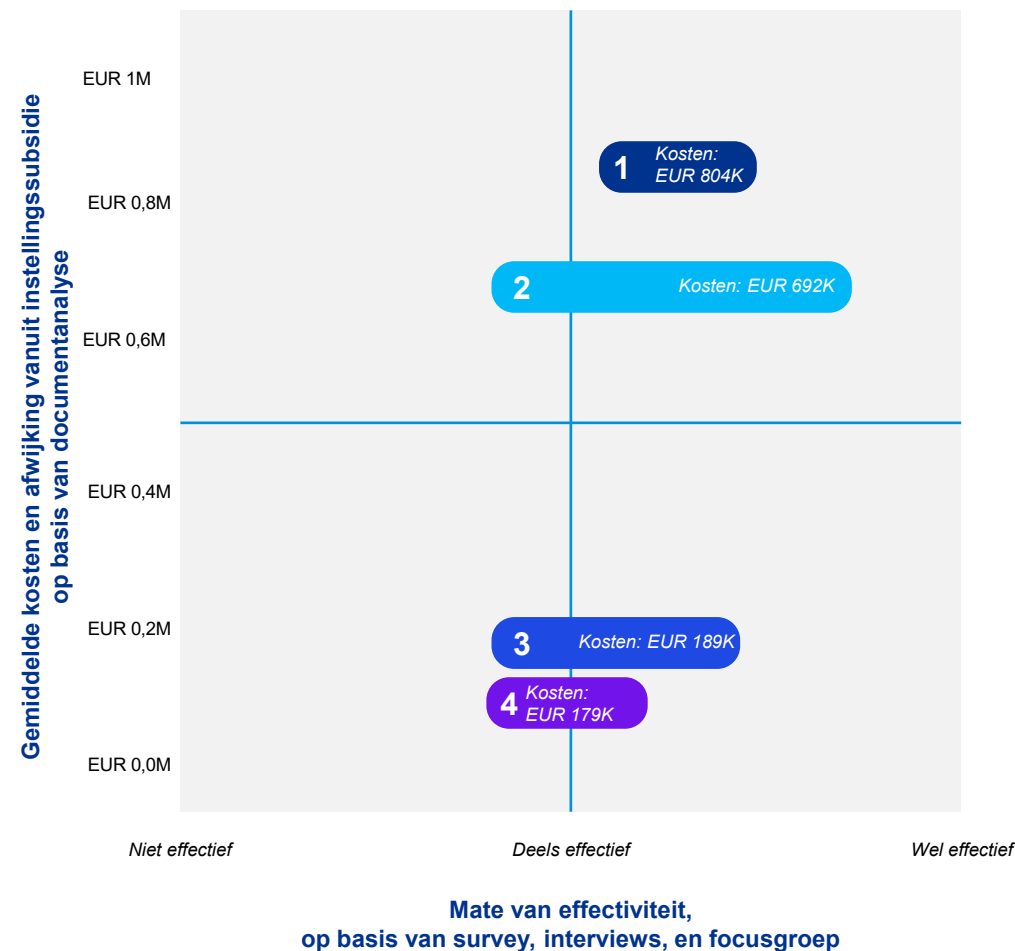 Gemiddelde kosten en afwijking vanuit instellingssubsidie
op basis van documentanalyse
EUR 1M
EUR 0,8M
EUR 0,6M
EUR 0,4M
EUR 0,2M
EUR 0,0M
1
Kosten:
EUR 804K
2
Kosten: EUR 692K
3
Kosten: EUR 189K
4
Kosten:
EUR 179K
Niet effectief
Deels effectief
Wel effectief
Mate van effectiviteit,
op basis van survey, interviews, en focusgroep